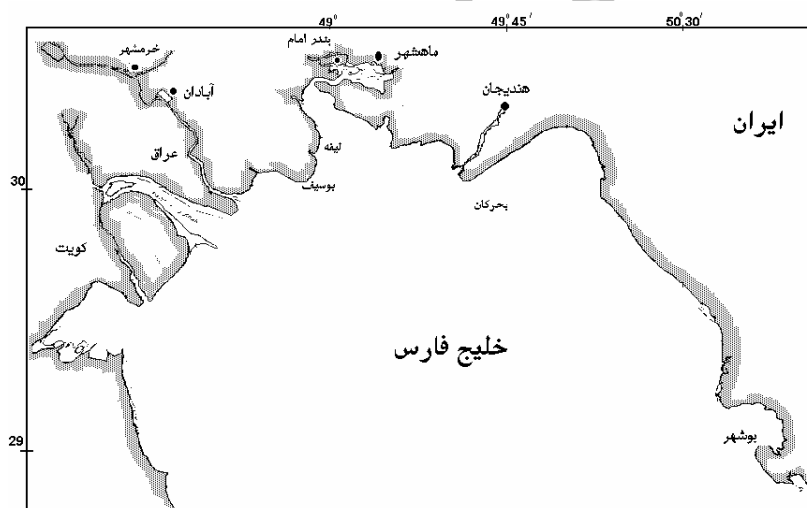 49° 49° 45′ 50,30′
بندر امام
ماهشهر
خرمشهر
آبادان
هندیجان
ایران
عراق
لیفه
بوسیف
30
بحرکان
کویت
خلیج فارس
29
بوشهر